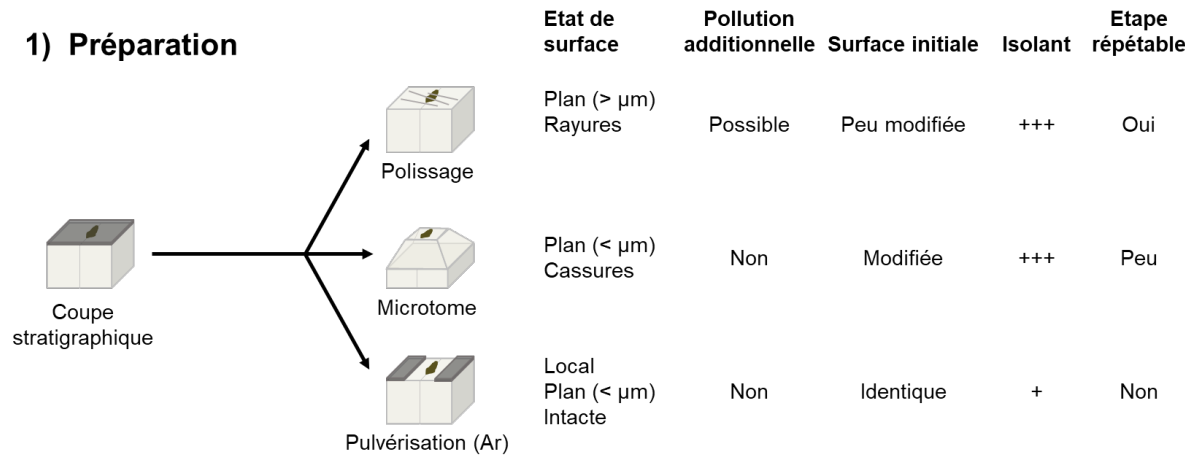 1) Préparation
Etat de
surface
Pollution
additionnelle
Surface initiale
Isolant
Etape
répétable
Coupe
stratigraphique
Polissage
Plan (> µm)
Rayures
Possible
Peu modifiée
+++
Oui
Microtome
Plan (< µm)
Cassures
Non
Modifiée
+++
Peu
Pulvérisation (Ar)
Local
Plan (< µm)
Intacte
Non
Identique
+
Non